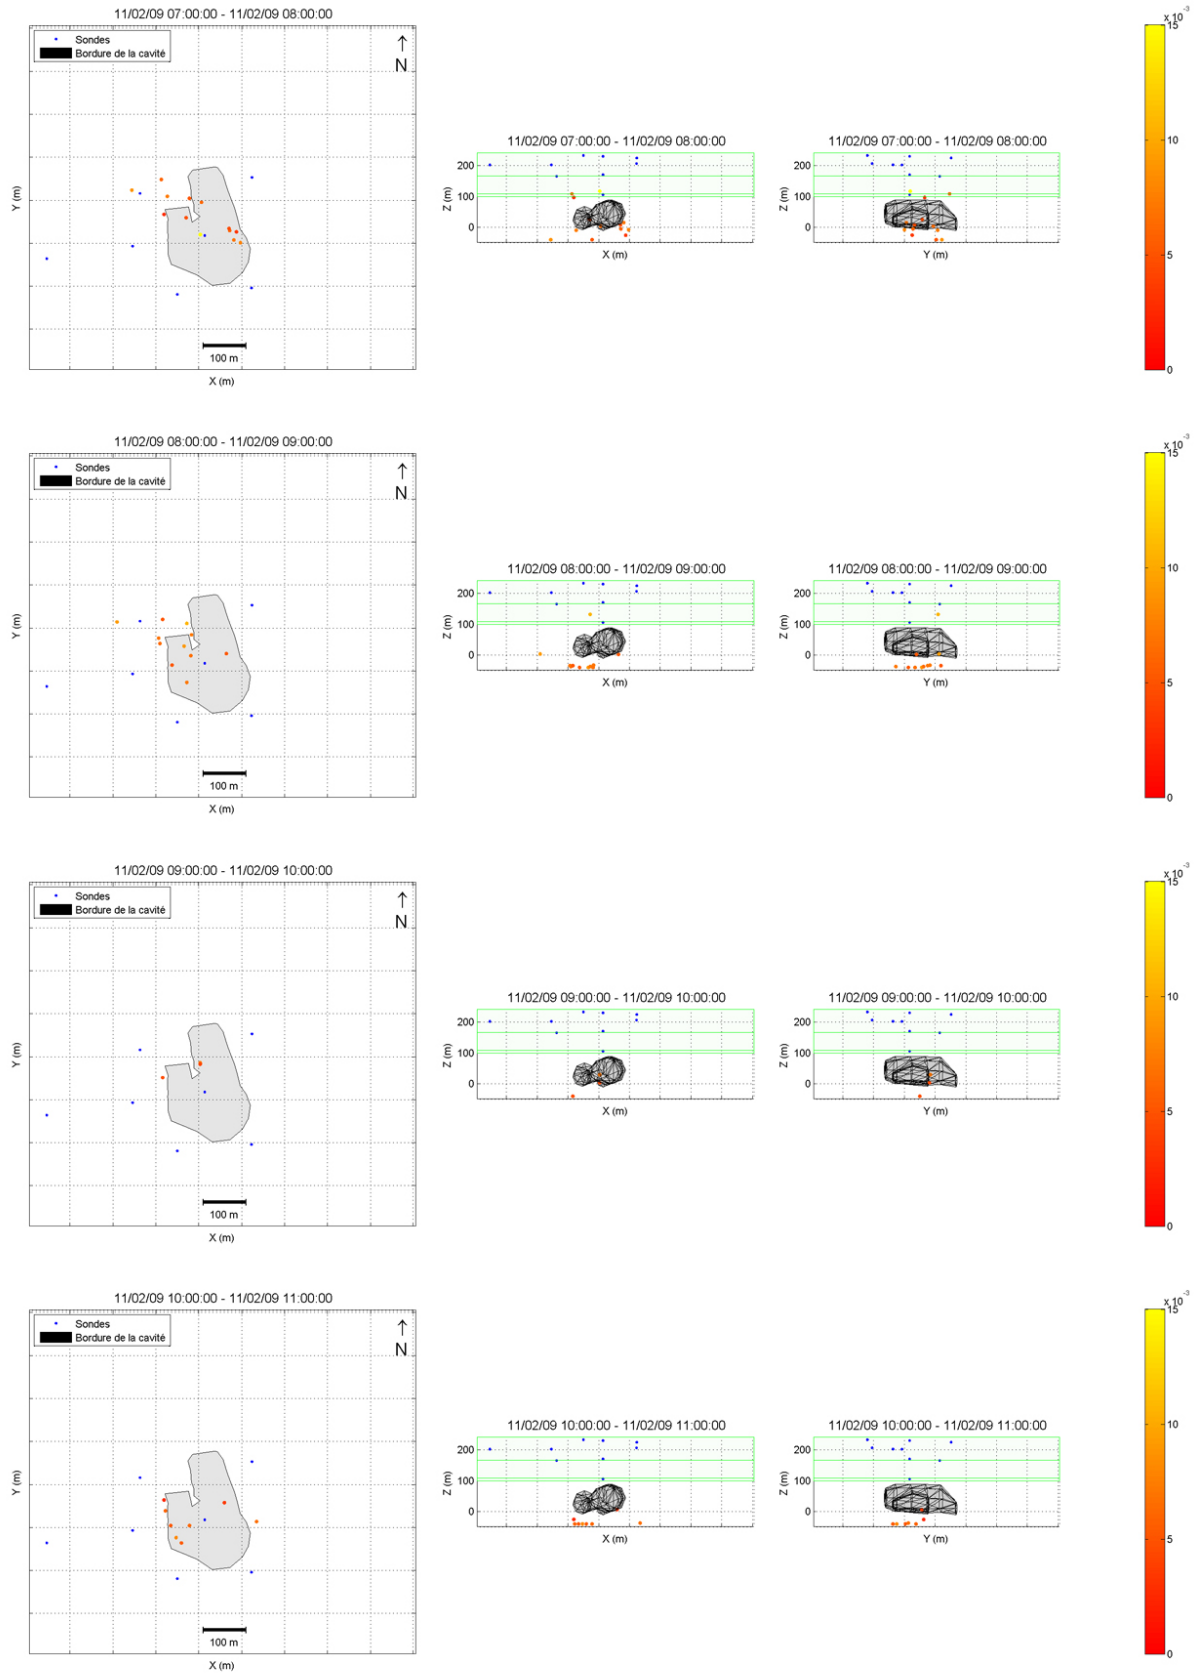 11/02/09 07:00:00 - 11/02/09 08:00:00
Sondes
Bordure de la cavité
N
Y (m)
100 m
X (m)
11/02/09 07:00:00 - 11/02/09 08:00:00
200
100
0
Z (m)
X (m)
11/02/09 07:00:00 - 11/02/09 08:00:00
200
100
0
Z (m)
Y (m)
x 10^-3
15
10
5
0
11/02/09 08:00:00 - 11/02/09 09:00:00
Sondes
Bordure de la cavité
N
Y (m)
100 m
X (m)
11/02/09 08:00:00 - 11/02/09 09:00:00
200
100
0
Z (m)
X (m)
11/02/09 08:00:00 - 11/02/09 09:00:00
200
100
0
Z (m)
Y (m)
x 10^-3
15
10
5
0
11/02/09 09:00:00 - 11/02/09 10:00:00
Sondes
Bordure de la cavité
N
Y (m)
100 m
X (m)
11/02/09 09:00:00 - 11/02/09 10:00:00
200
100
0
Z (m)
X (m)
11/02/09 09:00:00 - 11/02/09 10:00:00
200
100
0
Z (m)
Y (m)
x 10^-3
15
10
5
0
11/02/09 10:00:00 - 11/02/09 11:00:00
Sondes
Bordure de la cavité
N
Y (m)
100 m
X (m)
11/02/09 10:00:00 - 11/02/09 11:00:00
200
100
0
Z (m)
X (m)
11/02/09 10:00:00 - 11/02/09 11:00:00
200
100
0
Z (m)
Y (m)
x 10^-3
15
10
5
0